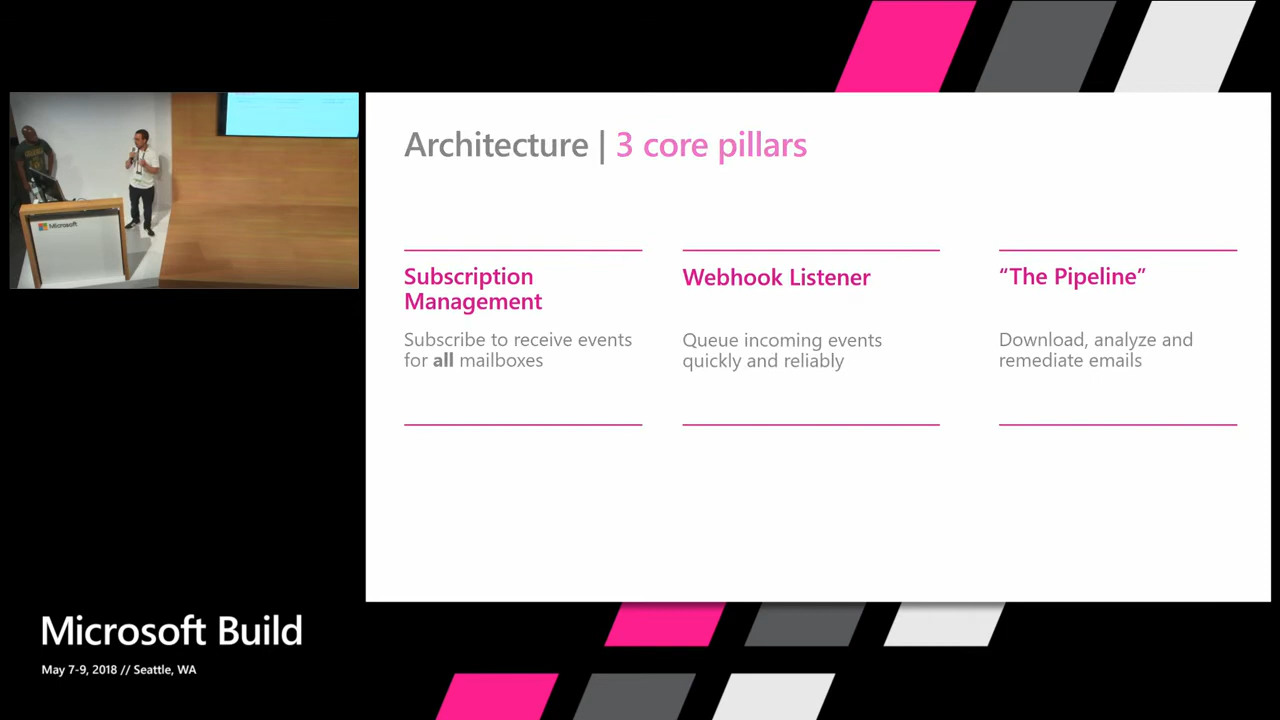 Architecture | 3 core pillars
Subscription
Management
Subscribe to receive events
for all mailboxes
Webhook Listener
Queue incoming events
quickly and reliably
“The Pipeline”
Download, analyze and
remediate emails
Microsoft
Microsoft Build
May 7-9, 2018 // Seattle, WA